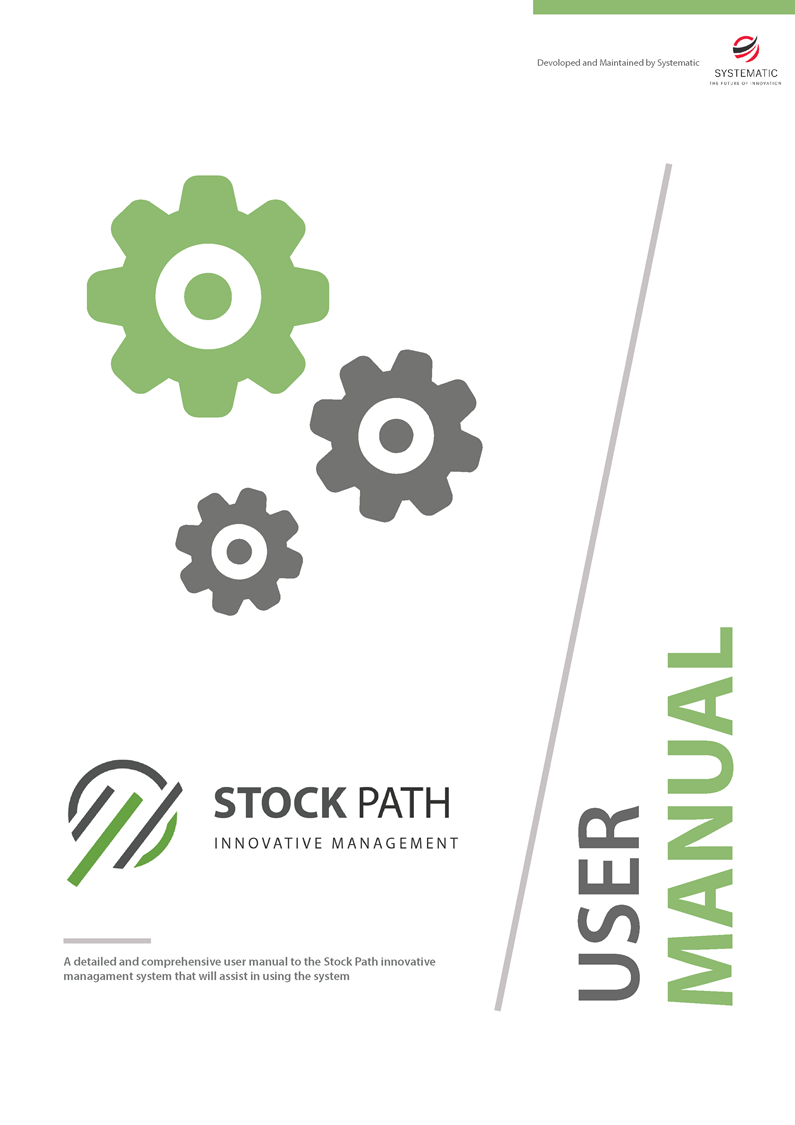 Devoloped and Maintained by Systematic
SYSTEMATIC
THE FUTURE OF INNOVATION
STOCK PATH
INNOVATIVE MANAGEMENT
A detailed and comprehensive user manual to the Stock Path innovative
managament system that will assist in using the system
USER
MANUAL